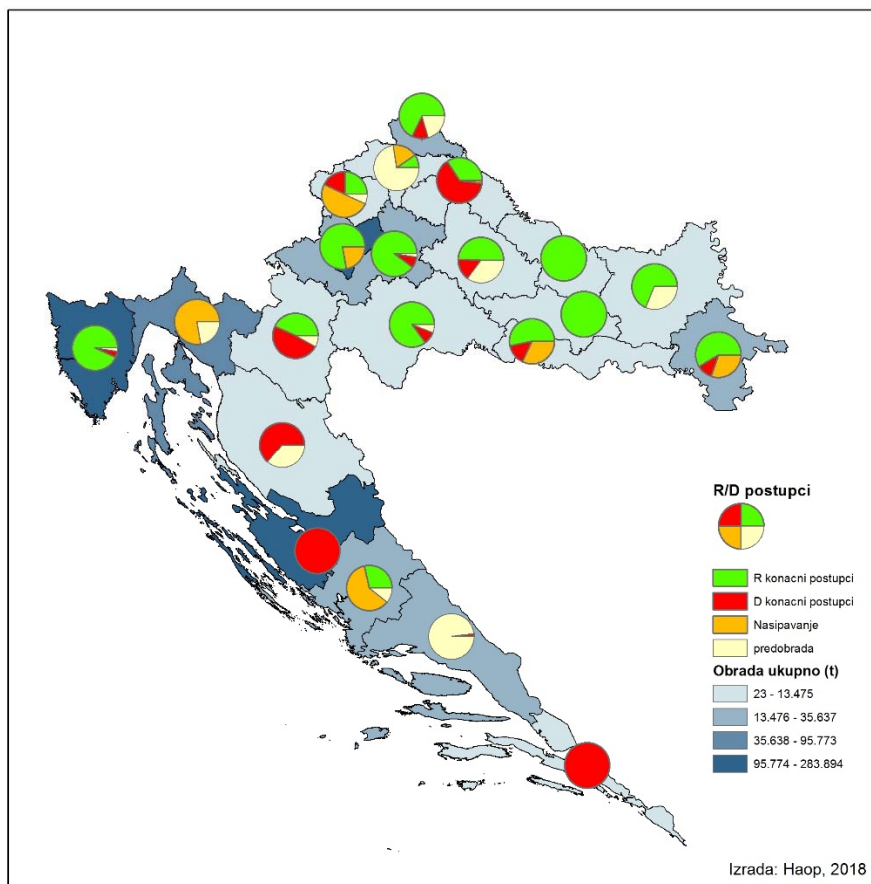 R/D postupci
R konacni postupci
D konacni postupci
Nasipavanje
predobrada
Obrada ukupno (t)
23 - 13.475
13.476 - 35.637
35.638 - 95.773
95.774 - 283.894
Izrada: Haop, 2018